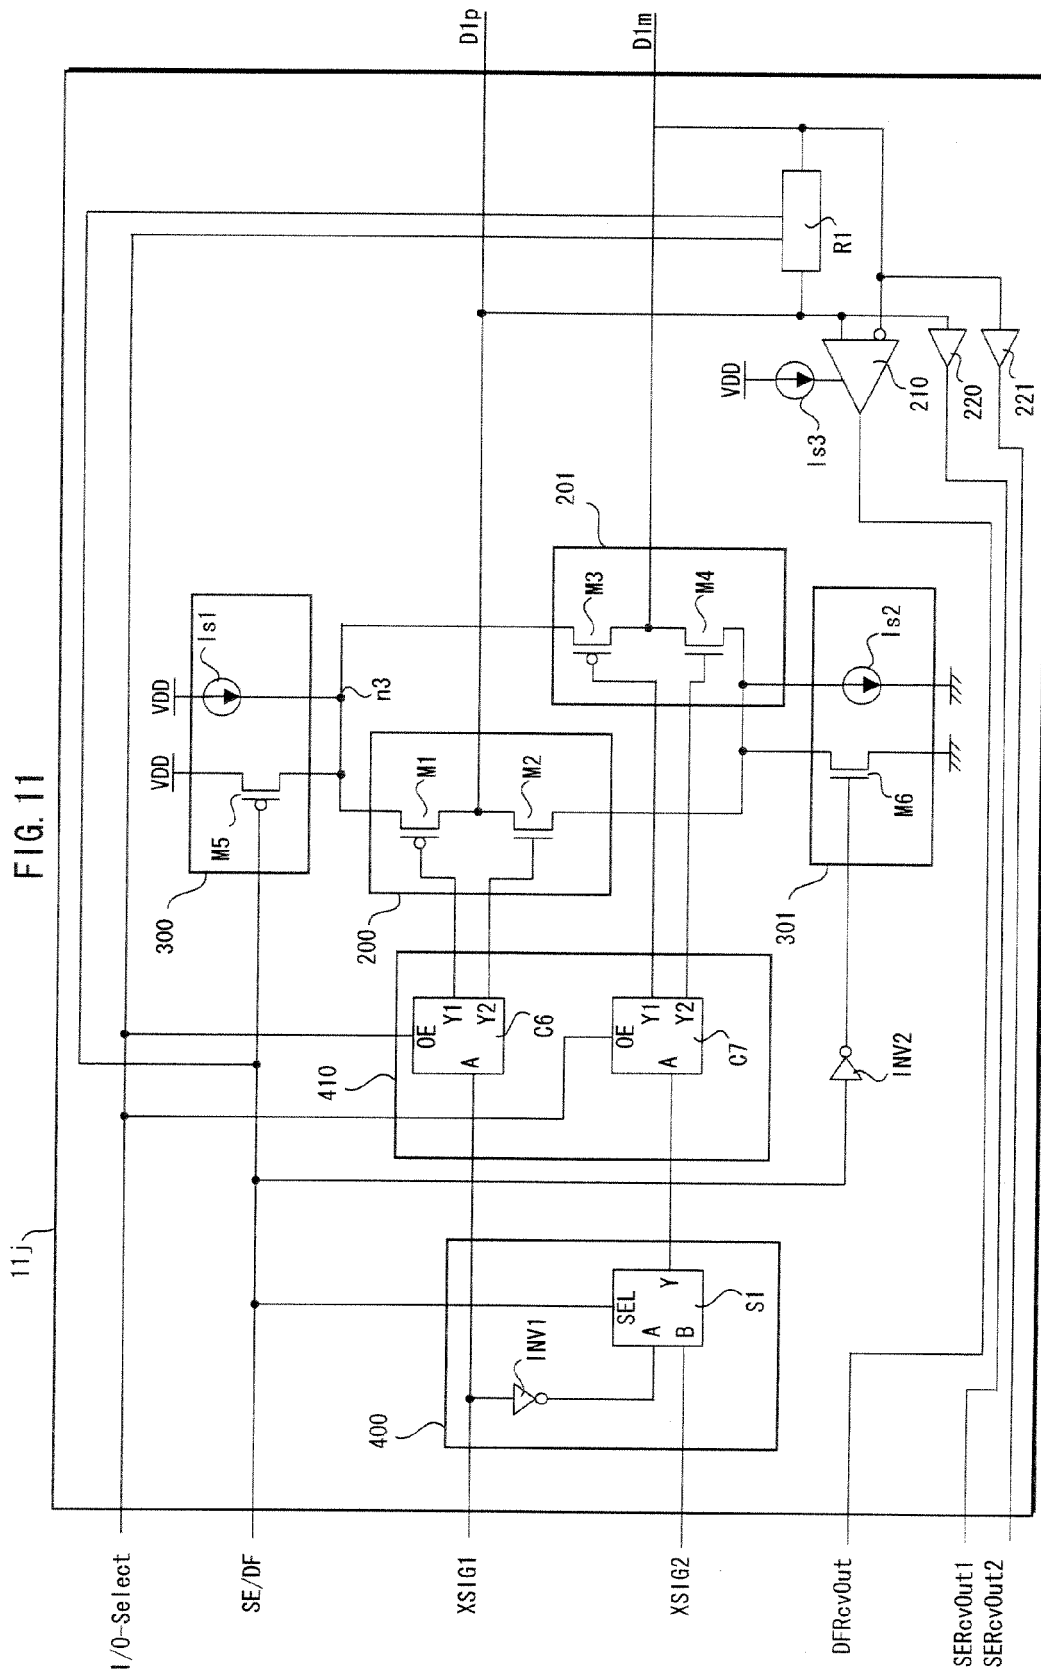 FIG. 11
11j
I/O-Select
SE/DF
XSIG1
XSIG2
DFRcvOut
SERcvOut1
SERcvOut2
400
INV1
SEL
A
B
Y
S1
410
A
OE
Y1
Y2
C6
A
OE
Y1
Y2
C7
INV2
300
VDD
VDD
M5
Is1
n3
200
M1
M2
201
M3
M4
301
M6
Is2
VDD
Is3
210
220
221
R1
D1p
D1m